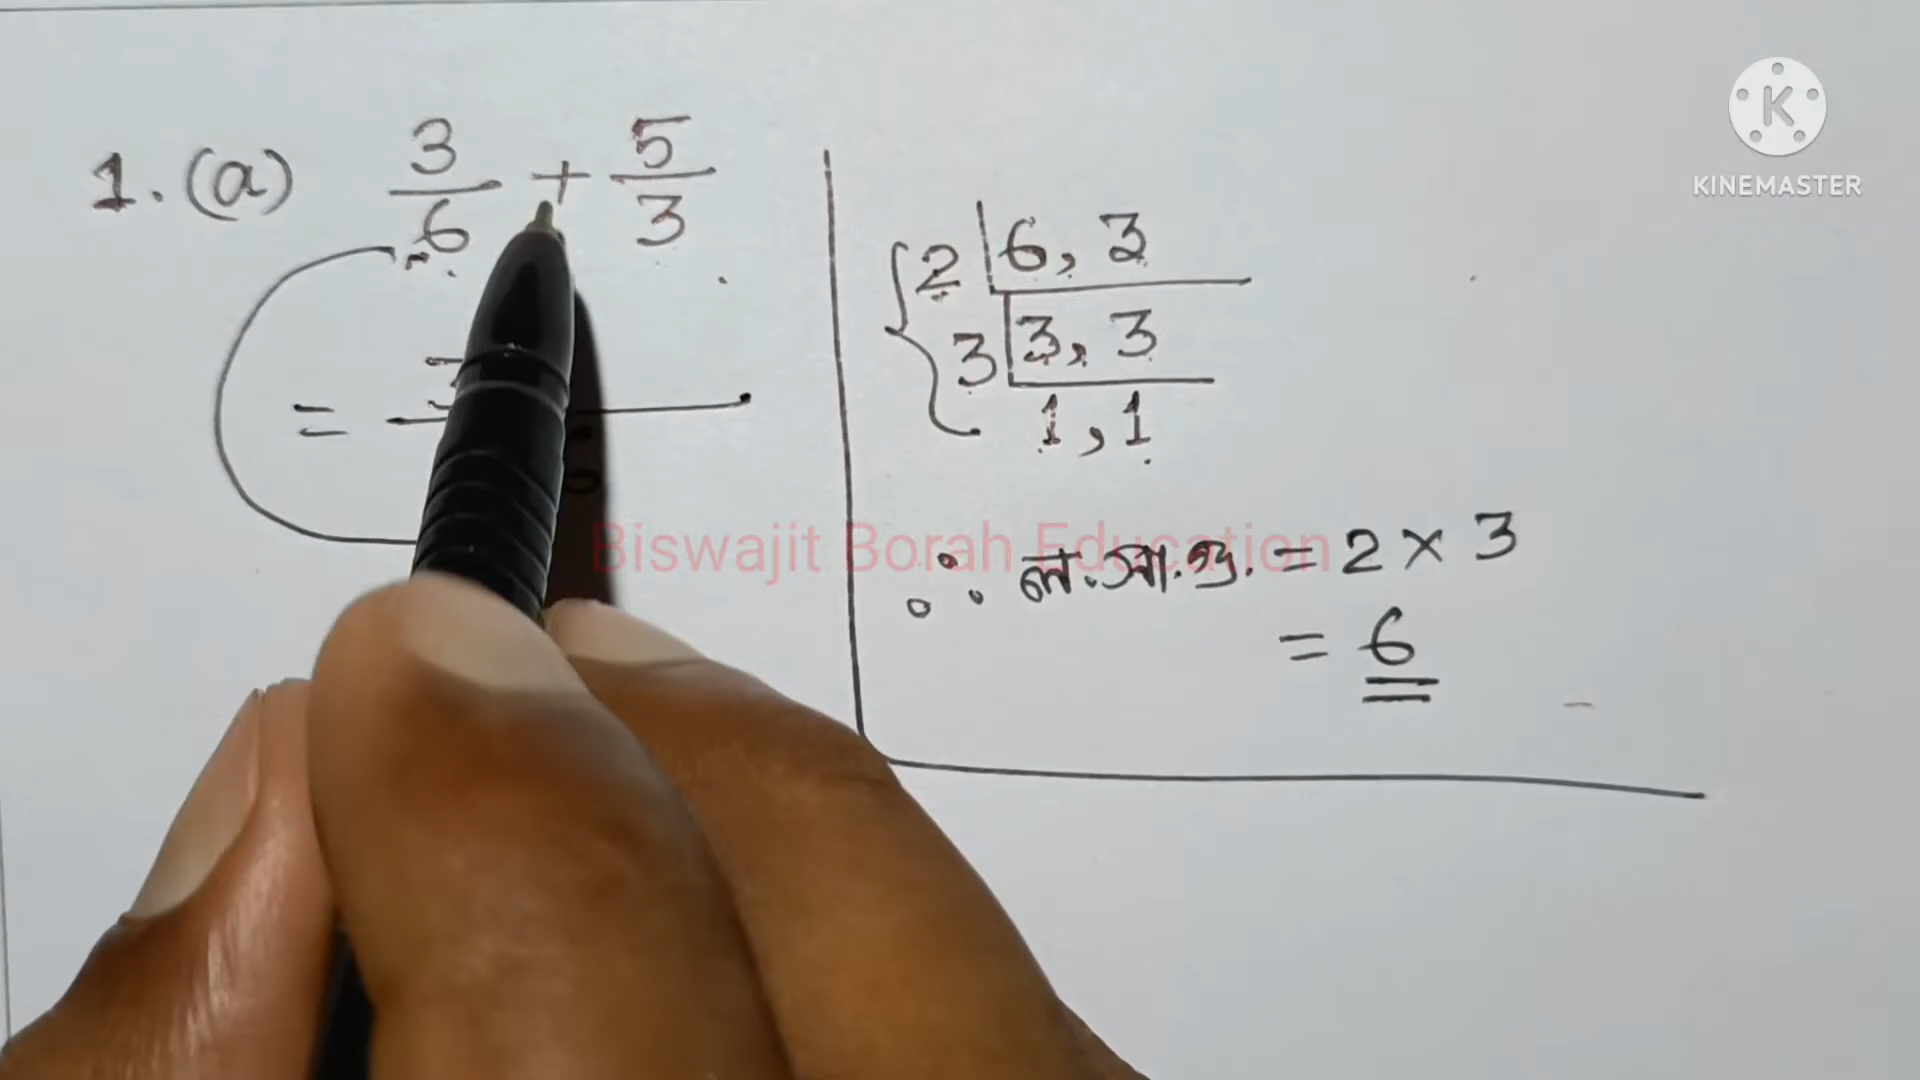 1. (a) 3/6 + 5/3
= 3
2 | 6, 3
3 | 3, 3
1, 1
∴ ল.সা.গু. = 2 × 3
= 6
Biswajit Borah Education
KINEMASTER